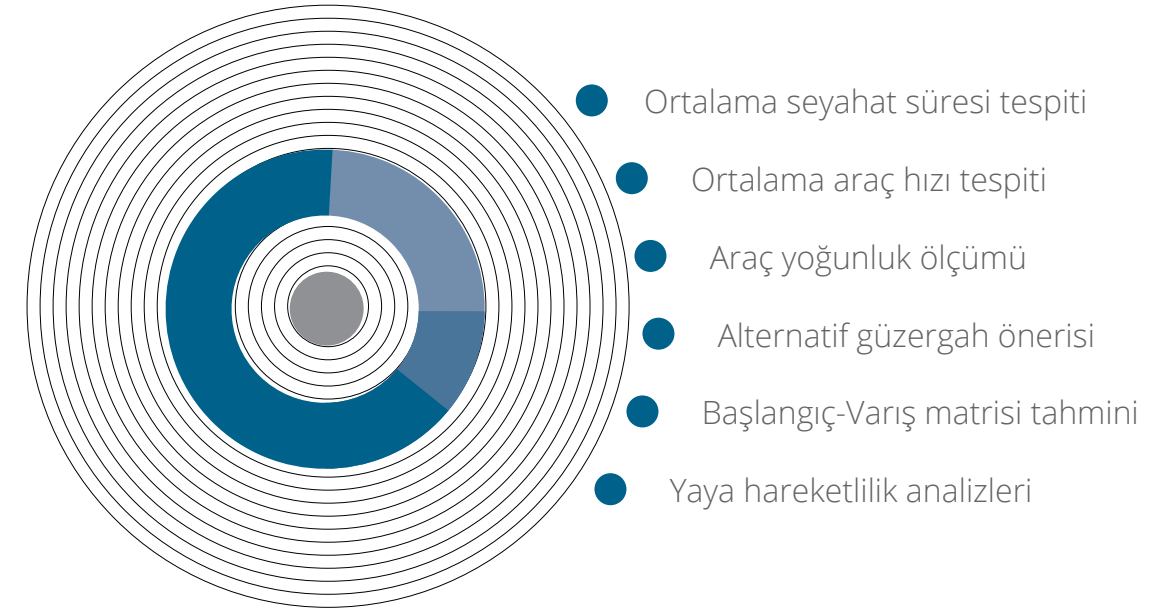 Ortalama seyahat süresi tespiti
Ortalama araç hızı tespiti
Araç yoğunluk ölçümü
Alternatif güzergah önerisi
Başlangıç-Varış matrisi tahmini
Yaya hareketlilik analizleri